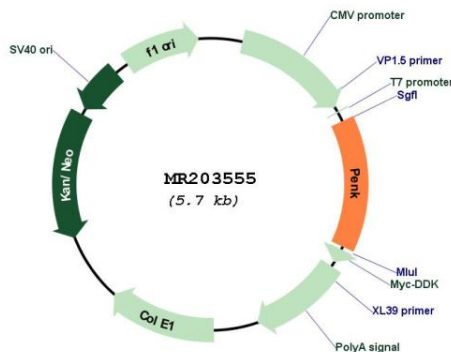 CMV promoter
SV40 ori
f1 ori
VP1.5 primer
T7 promoter
SgfI
Kan/Neo
MR203555
(5.7 kb)
Penk
MluI
Myc-DDK
XL39 primer
Col E1
PolyA signal